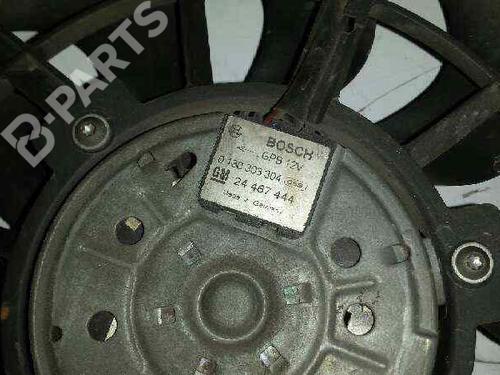 B-PARTS
BOSCH
GPB 12V
0 130 303 304
GM 24 467 444
Made in Germany